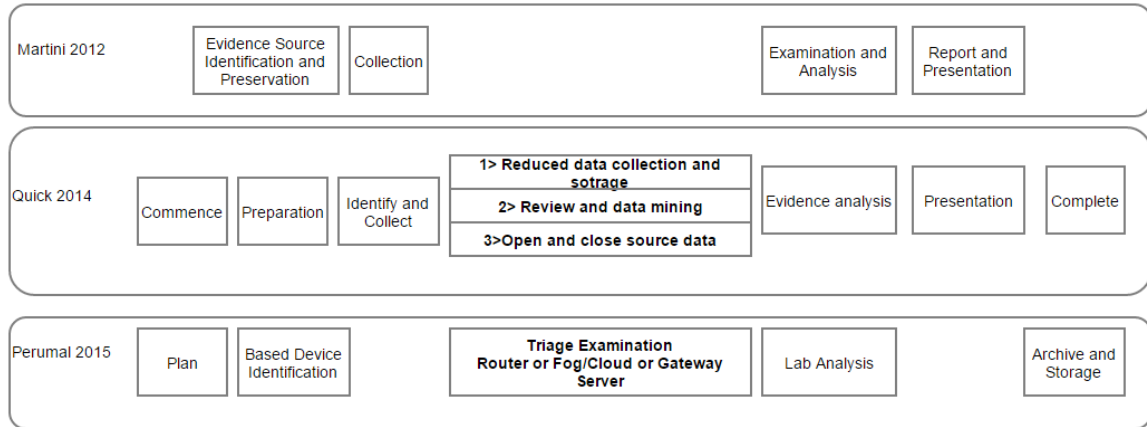 Martini 2012
Evidence Source
Identification and
Preservation
Collection
Examination and
Analysis
Report and
Presentation
Quick 2014
Commence
Preparation
Identify and
Collect
1> Reduced data collection and
sotrage
2> Review and data mining
3>Open and close source data
Evidence analysis
Presentation
Complete
Perumal 2015
Plan
Based Device
Identification
Triage Examination
Router or Fog/Cloud or Gateway
Server
Lab Analysis
Archive and
Storage